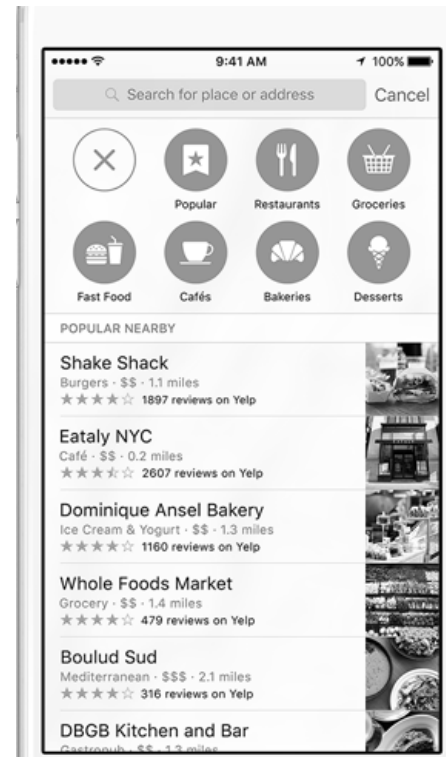 9:41 AM
100%
Search for place or address
Cancel
Popular
Restaurants
Groceries
Fast Food
Cafés
Bakeries
Desserts
POPULAR NEARBY
Shake Shack
Burgers · $$ · 1.1 miles
1897 reviews on Yelp
Eataly NYC
Café · $$ · 0.2 miles
2607 reviews on Yelp
Dominique Ansel Bakery
Ice Cream & Yogurt · $$ · 1.3 miles
1160 reviews on Yelp
Whole Foods Market
Grocery · $$ · 1.4 miles
479 reviews on Yelp
Boulud Sud
Mediterranean · $$$ · 2.1 miles
316 reviews on Yelp
DBGB Kitchen and Bar
Gastropub · $$ · 1.3 miles